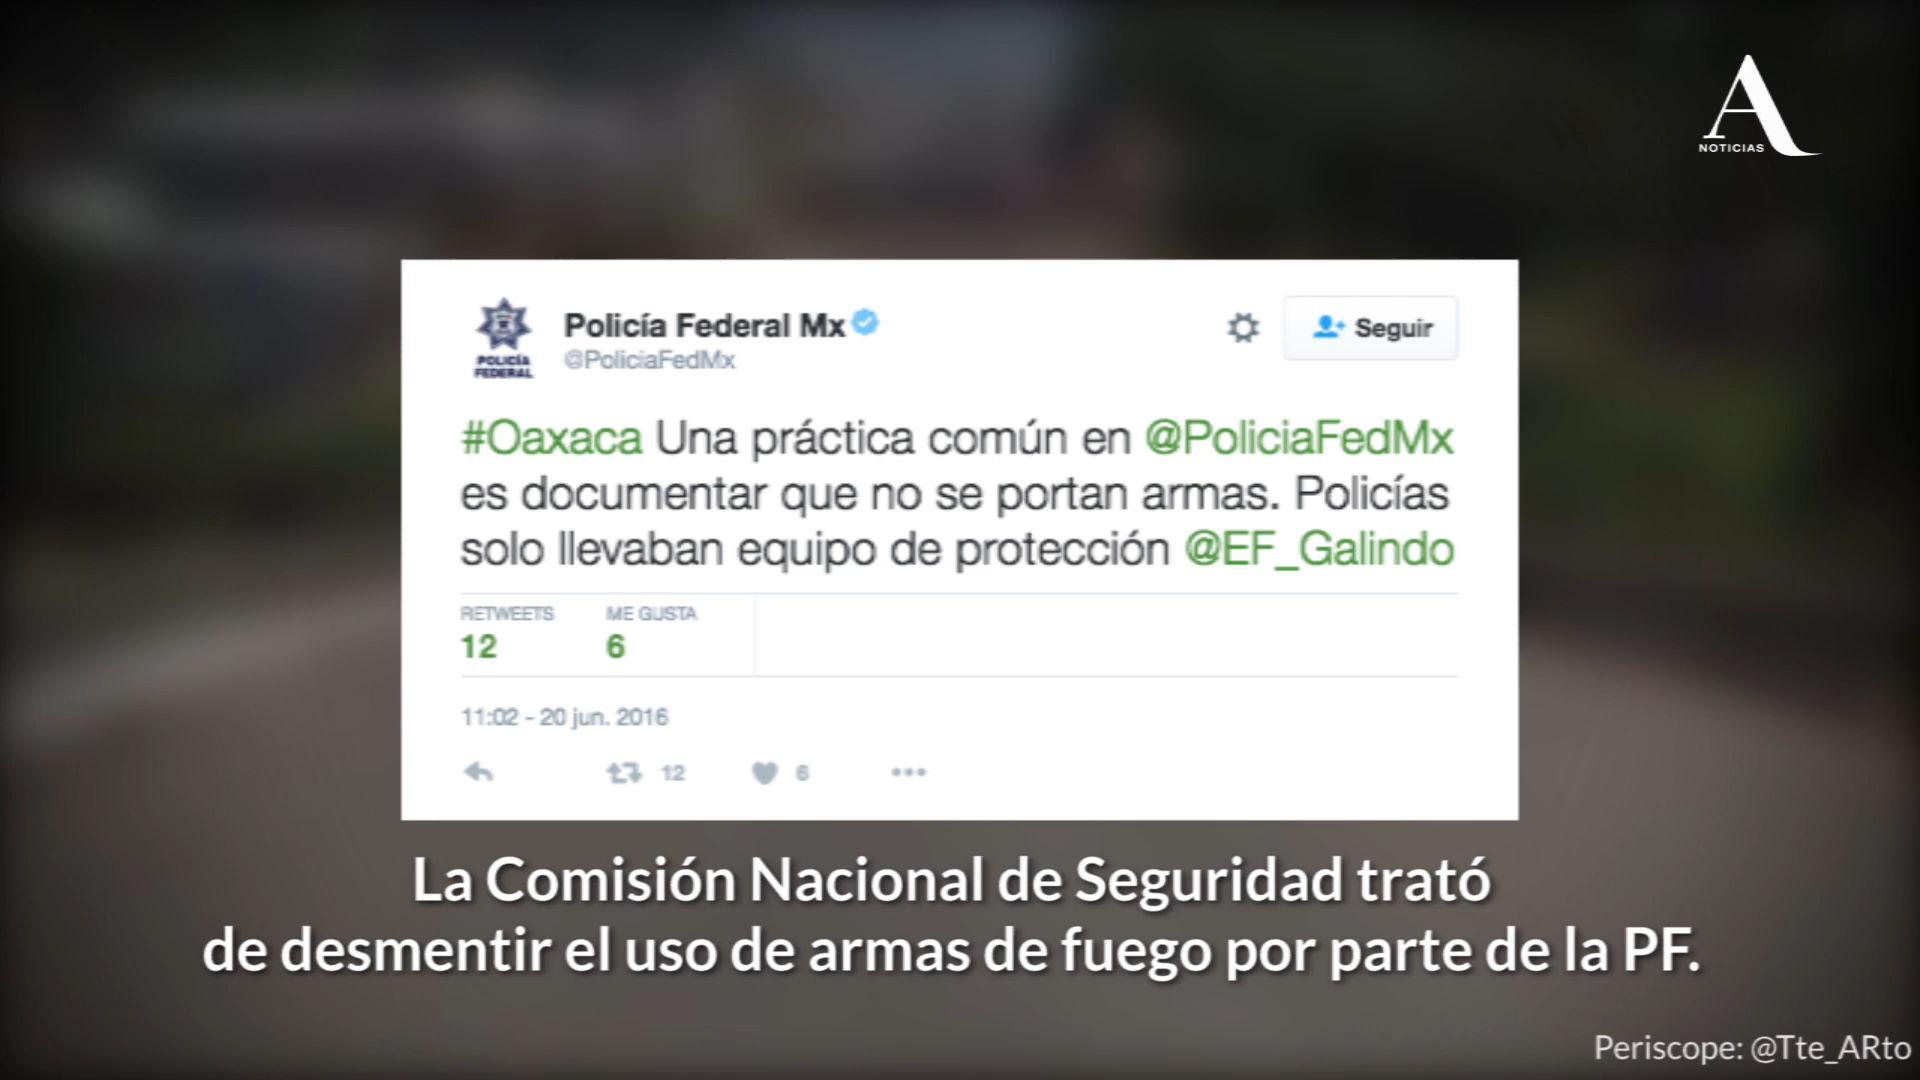 A
NOTICIAS
POLICÍA
FEDERAL
Policía Federal Mx
@PoliciaFedMx
Seguir
#Oaxaca Una práctica común en @PoliciaFedMx
es documentar que no se portan armas. Policías
solo llevaban equipo de protección @EF_Galindo
RETWEETS ME GUSTA
12 6
11:02 - 20 jun. 2016
12 6
La Comisión Nacional de Seguridad trató
de desmentir el uso de armas de fuego por parte de la PF.
Periscope: @Tte_ARto